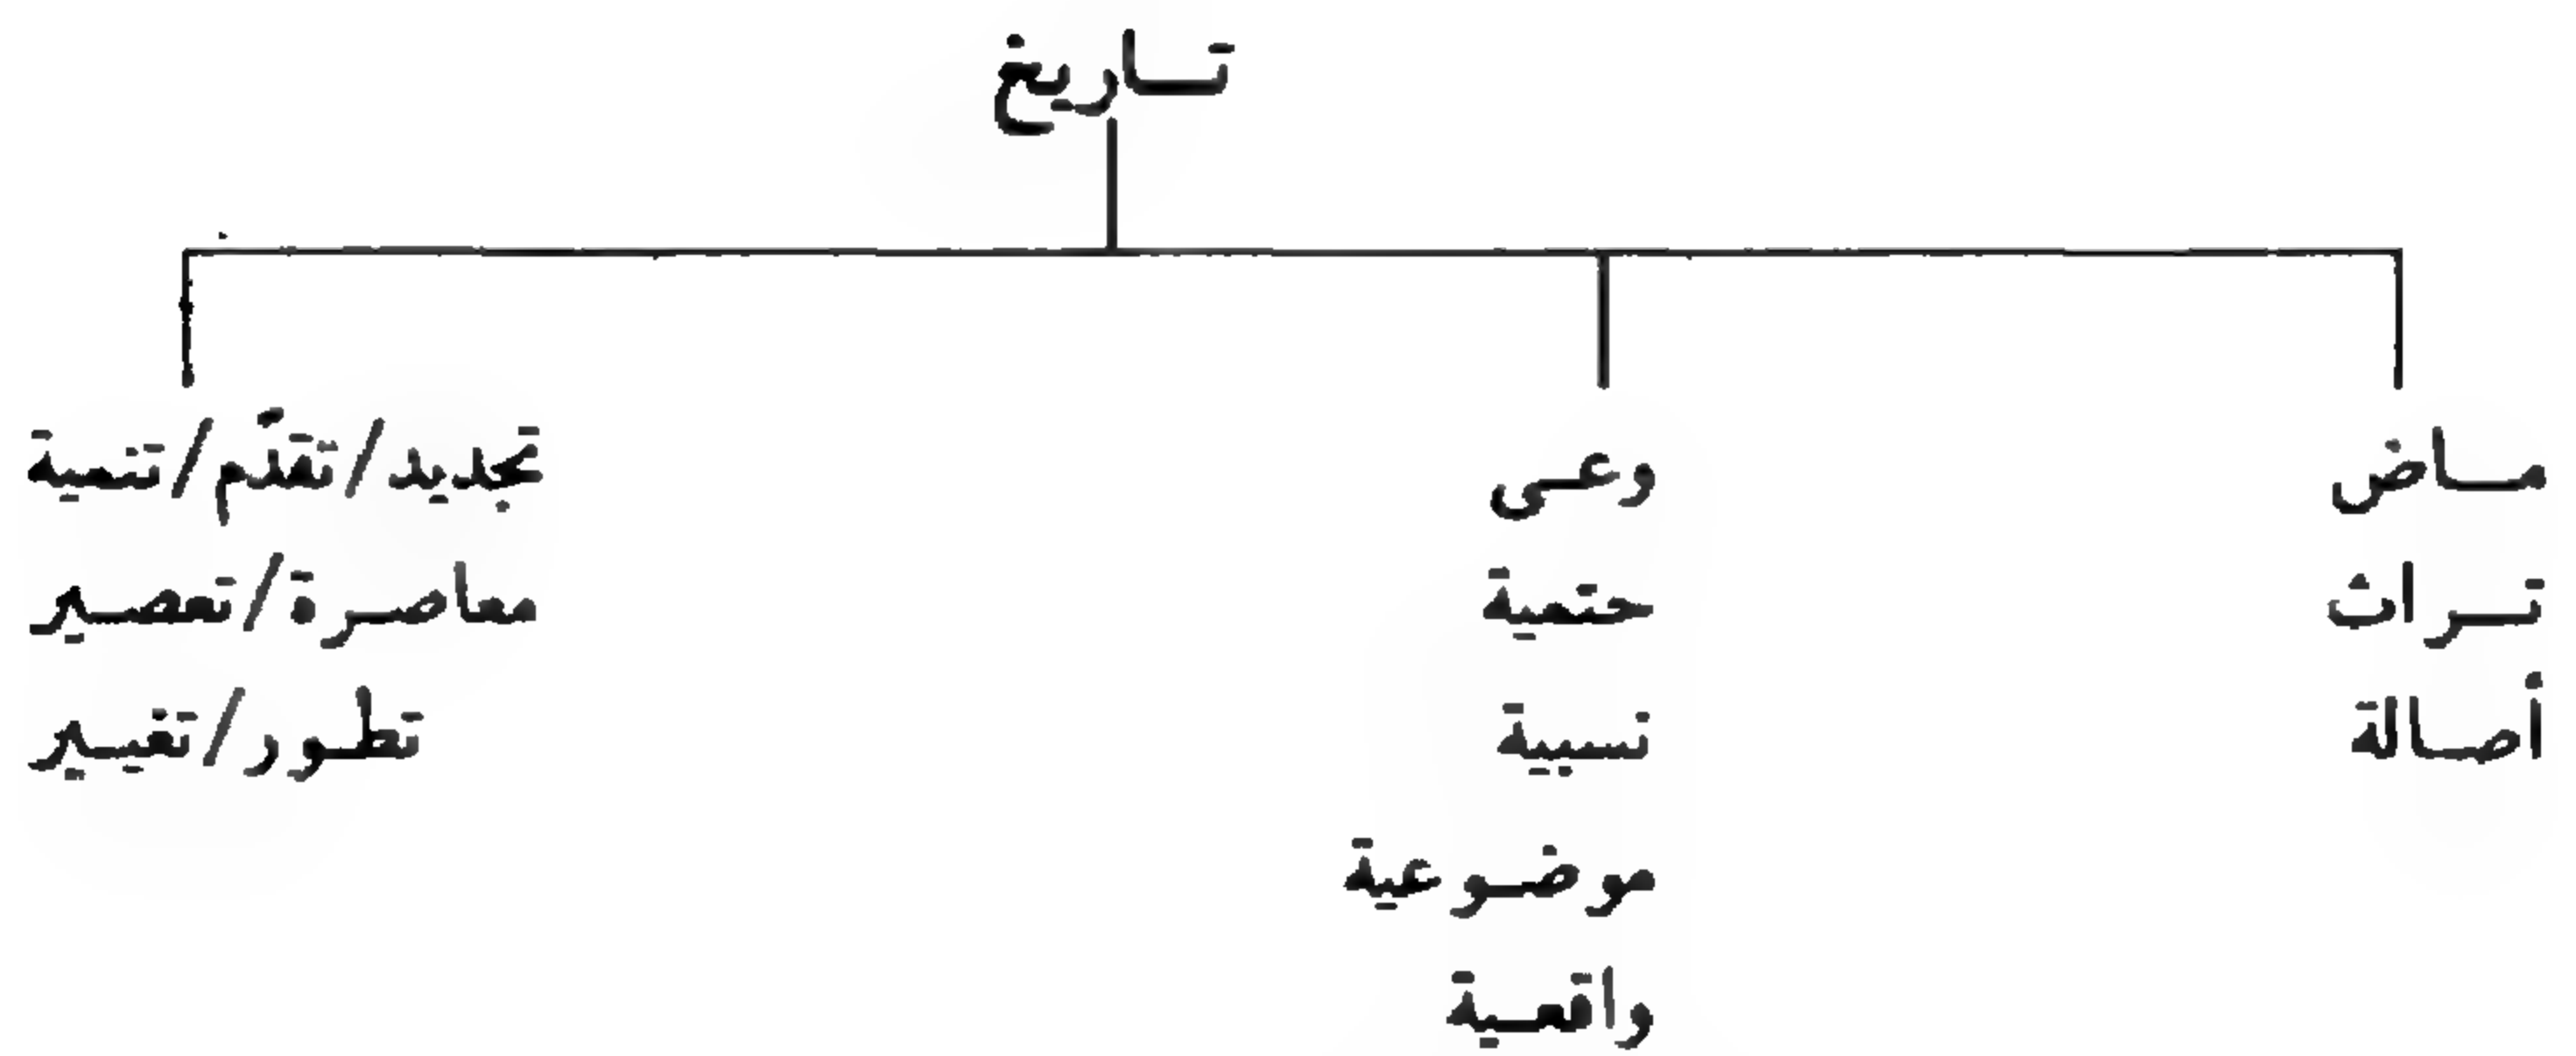 تاريخ
ماض
تراث
أصالة
وعى
حتمية
نسبية
موضوعية
واقعية
تجديد/تقدّم/تنمية
معاصرة/تعصير
تطور/تغيير